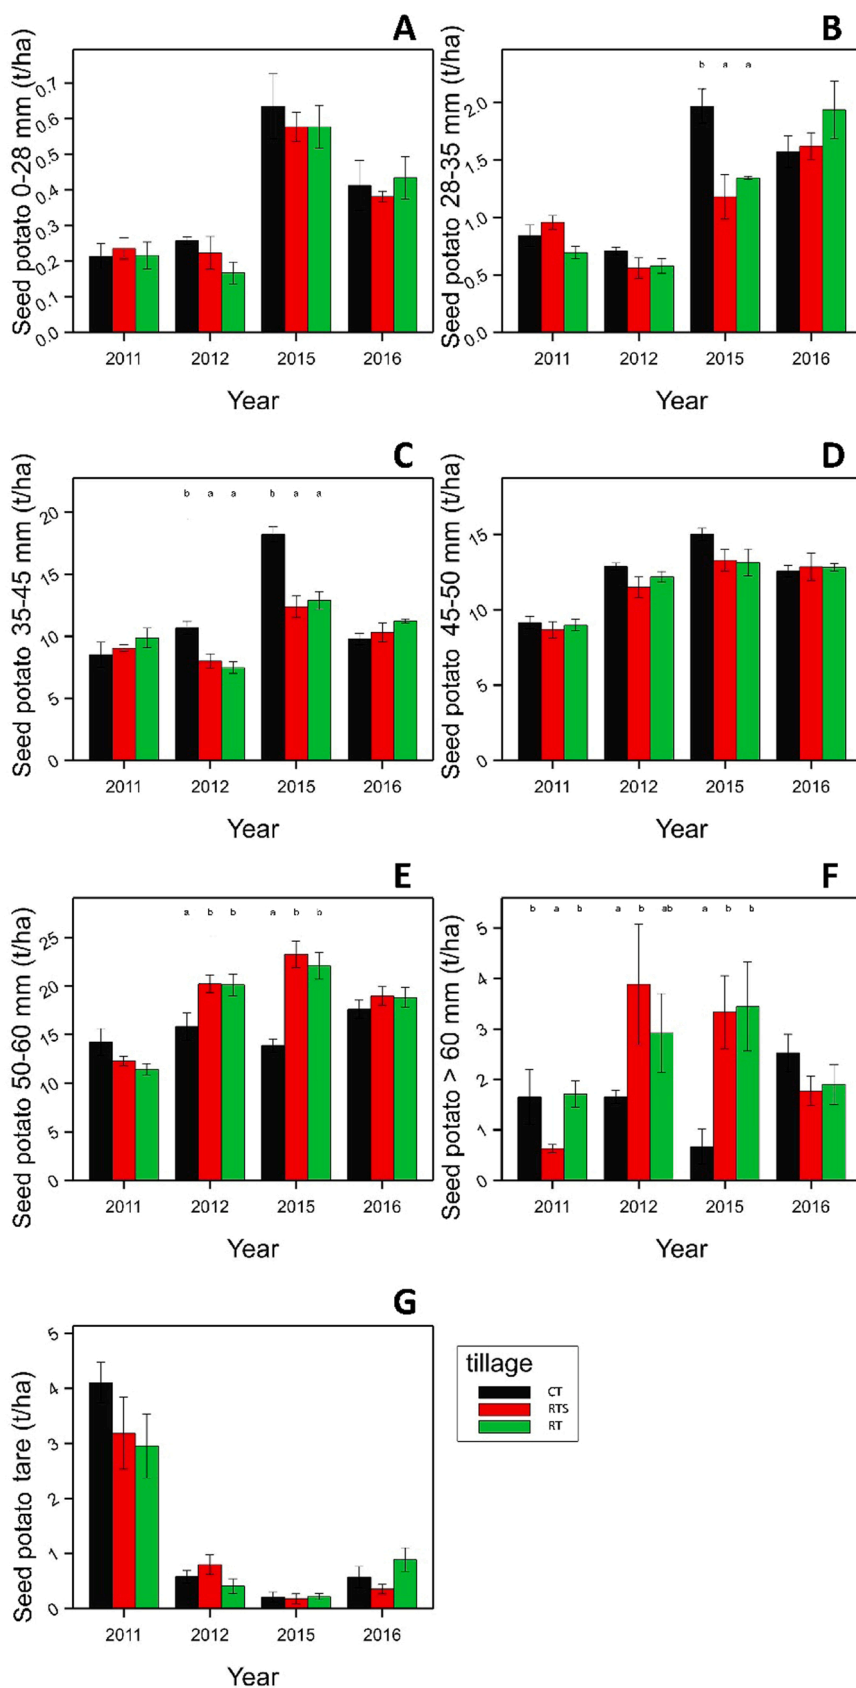 A
Seed potato 0-28 mm (t/ha)
0.7
0.6
0.5
0.4
0.3
0.2
0.1
0.0
2011 2012 2015 2016
Year
B
Seed potato 28-35 mm (t/ha)
b a a
2.0
1.5
1.0
0.5
0.0
2011 2012 2015 2016
Year
C
Seed potato 35-45 mm (t/ha)
b a a b a a
20
15
10
5
0
2011 2012 2015 2016
Year
D
Seed potato 45-50 mm (t/ha)
15
10
5
0
2011 2012 2015 2016
Year
E
Seed potato 50-60 mm (t/ha)
a b b a b b
25
20
15
10
5
0
2011 2012 2015 2016
Year
F
Seed potato > 60 mm (t/ha)
b a b a b ab a b b
5
4
3
2
1
0
2011 2012 2015 2016
Year
G
Seed potato tare (t/ha)
5
4
3
2
1
0
2011 2012 2015 2016
Year
tillage
CT
RTS
RT